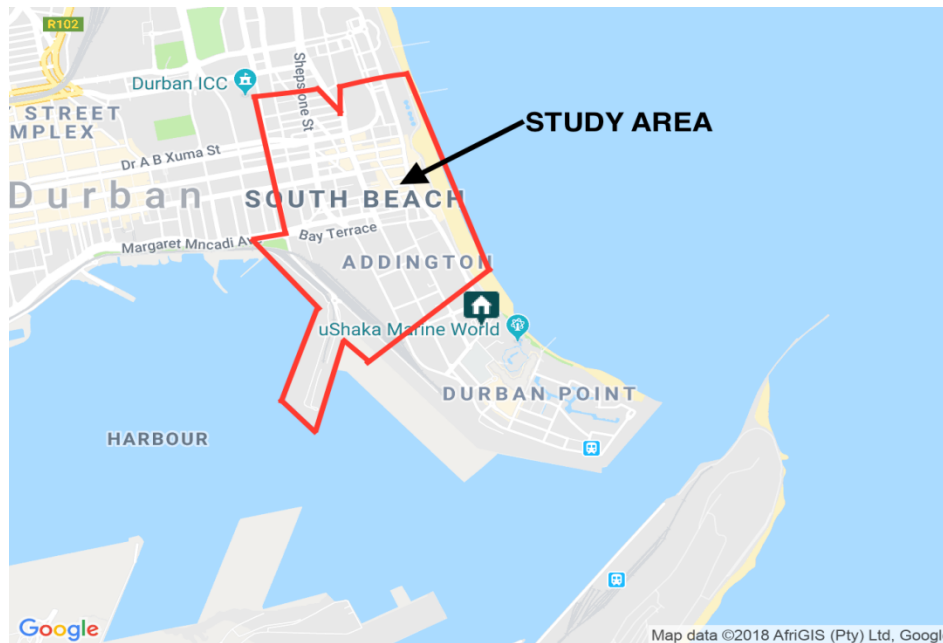 R102
Durban ICC
Shepstone St
STREET
MPLEX
STUDY AREA
Dr A B Xuma St
Durban
SOUTH BEACH
Bay Terrace
Margaret Mncadi Ave
ADDINGTON
uShaka Marine World
DURBAN POINT
HARBOUR
Google
Map data ©2018 AfriGIS (Pty) Ltd, Googl